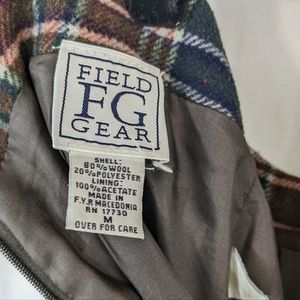 FIELD
FG
GEAR
SHELL:
80% WOOL
20% POLYESTER
LINING:
100% ACETATE
MADE IN
F.Y.R MACEDONIA
RN 17730
M
OVER FOR CARE